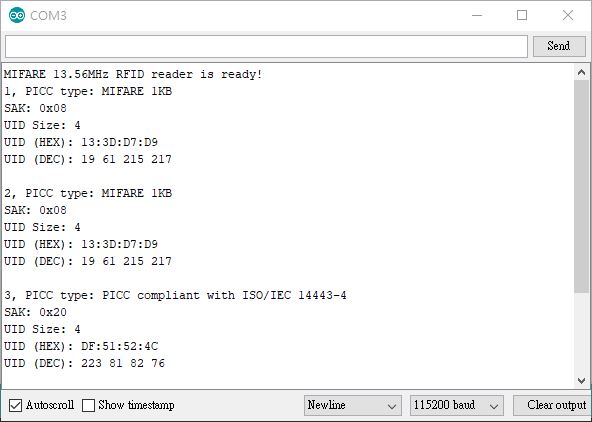 COM3
Send
MIFARE 13.56MHz RFID reader is ready!
1, PICC type: MIFARE 1KB
SAK: 0x08
UID Size: 4
UID (HEX): 13:3D:D7:D9
UID (DEC): 19 61 215 217
2, PICC type: MIFARE 1KB
SAK: 0x08
UID Size: 4
UID (HEX): 13:3D:D7:D9
UID (DEC): 19 61 215 217
3, PICC type: PICC compliant with ISO/IEC 14443-4
SAK: 0x20
UID Size: 4
UID (HEX): DF:51:52:4C
UID (DEC): 223 81 82 76
Autoscroll Show timestamp Newline 115200 baud Clear output